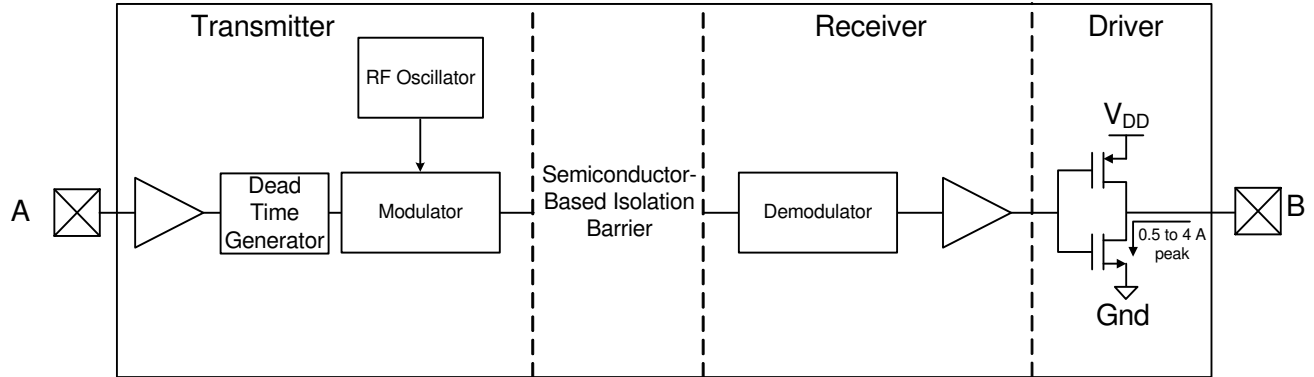 Transmitter
Receiver
Driver
RF Oscillator
V_DD
A
Dead
Time
Generator
Modulator
Semiconductor-
Based Isolation
Barrier
Demodulator
B
0.5 to 4 A
peak
Gnd